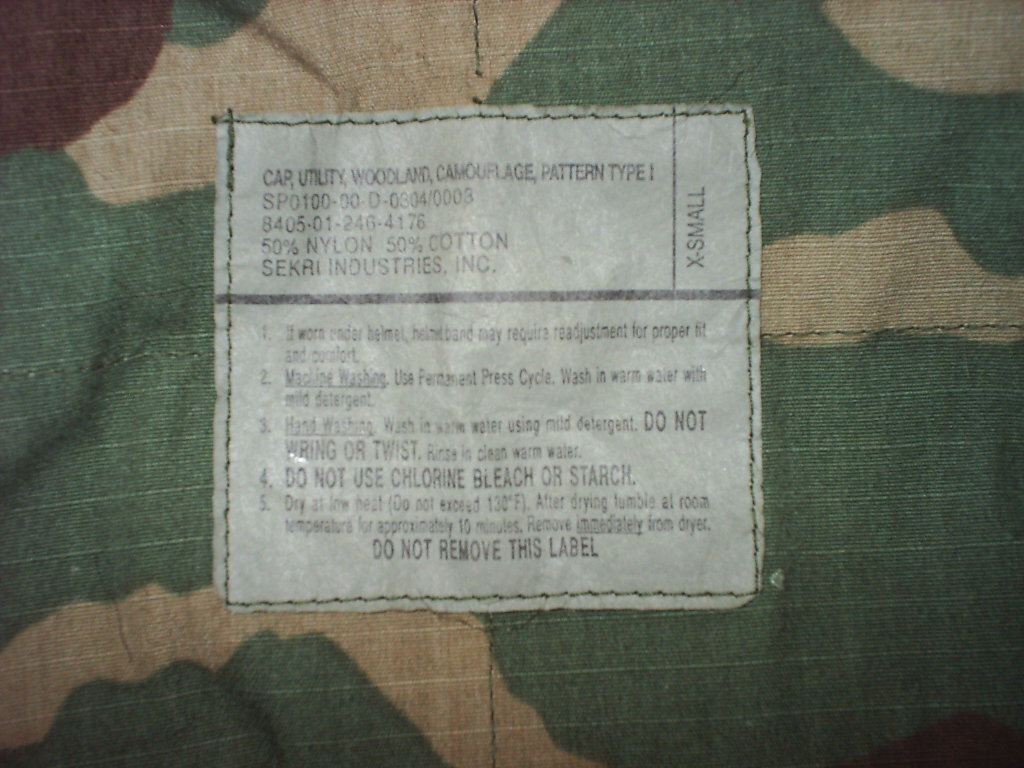 CAP, UTILITY, WOODLAND, CAMOUFLAGE, PATTERN TYPE I
SP0100-00-D-0304/0003
8405-01-246-4176
50% NYLON 50% COTTON
SEKRI INDUSTRIES, INC.
X-SMALL
1. If worn under helmet, helmetband may require readjustment for proper fit
and comfort.
2. Machine Washing. Use Permanent Press Cycle. Wash in warm water with
mild detergent.
3. Hand Washing. Wash in warm water using mild detergent. DO NOT
WRING OR TWIST. Rinse in clean warm water.
4. DO NOT USE CHLORINE BLEACH OR STARCH.
5. Dry at low heat (Do not exceed 130°F). After drying tumble at room
temperature for approximately 10 minutes. Remove immediately from dryer.
DO NOT REMOVE THIS LABEL